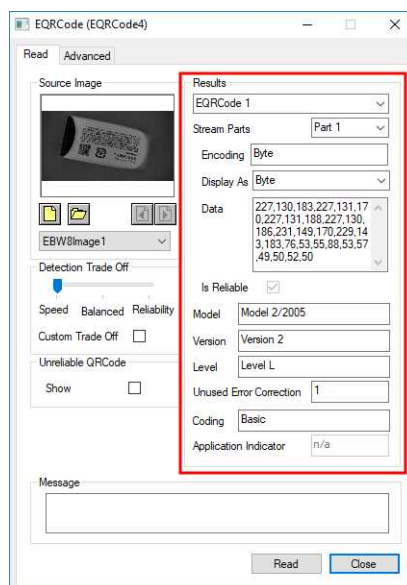 EQRCode (EQRCode4)
Read
Advanced
Source Image
EBW8Image1
Detection Trade Off
Speed
Balanced
Reliability
Custom Trade Off
Unreliable QRCode
Show
Results
EQRCode 1
Stream Parts
Part 1
Encoding
Byte
Display As
Byte
Data
227,130,183,227,131,17
0,227,131,188,227,130,
186,231,149,170,229,14
3,183,76,53,55,88,53,57
,49,50,52,50
Is Reliable
Model
Model 2/2005
Version
Version 2
Level
Level L
Unused Error Correction
1
Coding
Basic
Application Indicator
n/a
Message
Read
Close